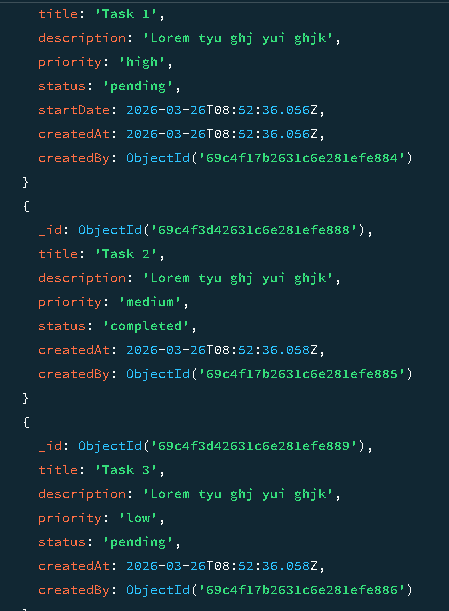 title: 'Task 1',
description: 'Lorem tyu ghj yui ghjk',
priority: 'high',
status: 'pending',
startDate: 2026-03-26T08:52:36.056Z,
createdAt: 2026-03-26T08:52:36.056Z,
createdBy: ObjectId('69c4f17b2631c6e281efe884')
}
{
_id: ObjectId('69c4f3d42631c6e281efe888'),
title: 'Task 2',
description: 'Lorem tyu ghj yui ghjk',
priority: 'medium',
status: 'completed',
createdAt: 2026-03-26T08:52:36.058Z,
createdBy: ObjectId('69c4f17b2631c6e281efe885')
}
{
_id: ObjectId('69c4f3d42631c6e281efe889'),
title: 'Task 3',
description: 'Lorem tyu ghj yui ghjk',
priority: 'low',
status: 'pending',
createdAt: 2026-03-26T08:52:36.058Z,
createdBy: ObjectId('69c4f17b2631c6e281efe886')
}